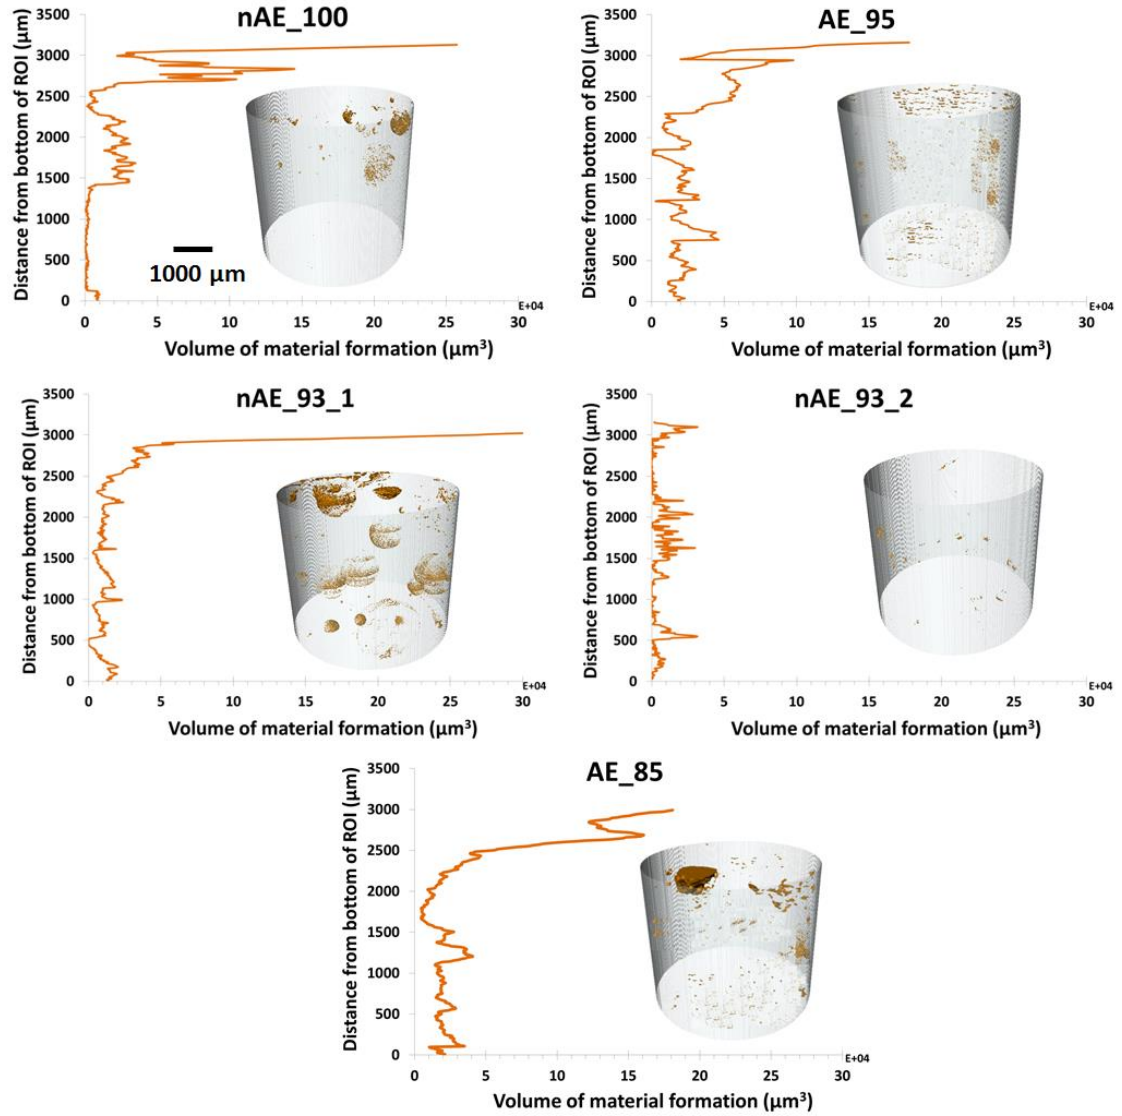 nAE_100
Distance from bottom of ROI (µm)
3500
3000
2500
2000
1500
1000
500
0
1000 µm
0 5 10 15 20 25 30
E+04
Volume of material formation (µm³)
AE_95
Distance from bottom of ROI (µm)
3500
3000
2500
2000
1500
1000
500
0
0 5 10 15 20 25 30
E+04
Volume of material formation (µm³)
nAE_93_1
Distance from bottom of ROI (µm)
3500
3000
2500
2000
1500
1000
500
0
0 5 10 15 20 25 30
E+04
Volume of material formation (µm³)
nAE_93_2
Distance from bottom of ROI (µm)
3500
3000
2500
2000
1500
1000
500
0
0 5 10 15 20 25 30
E+04
Volume of material formation (µm³)
AE_85
Distance from bottom of ROI (µm)
3500
3000
2500
2000
1500
1000
500
0
0 5 10 15 20 25 30
E+04
Volume of material formation (µm³)